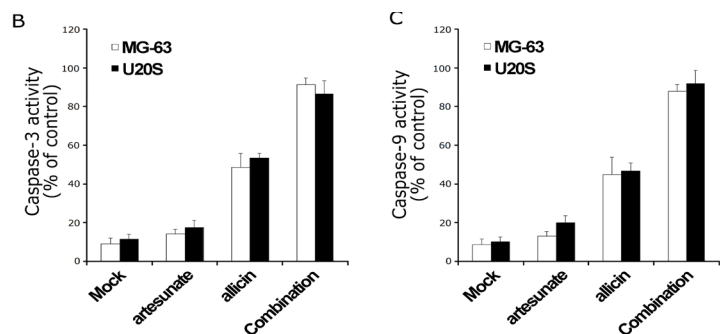 B
Caspase-3 activity
(% of control)
120
100
80
60
40
20
0
MG-63
U20S
Mock
artesunate
allicin
Combination
C
Caspase-9 activity
(% of control)
120
100
80
60
40
20
0
MG-63
U20S
Mock
artesunate
allicin
Combination